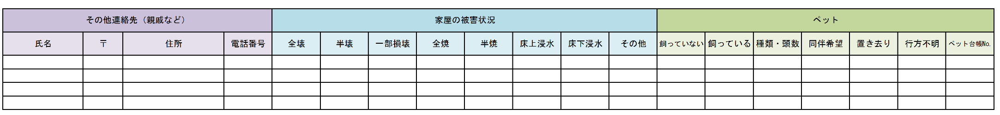 その他連絡先（親戚など） 家屋の被害状況 ペット
氏名 〒 住所 電話番号 全壊 半壊 一部損壊 全焼 半焼 床上浸水 床下浸水 その他 飼っていない 飼っている 種類・頭数 同伴希望 置き去り 行方不明 ペット台帳No.